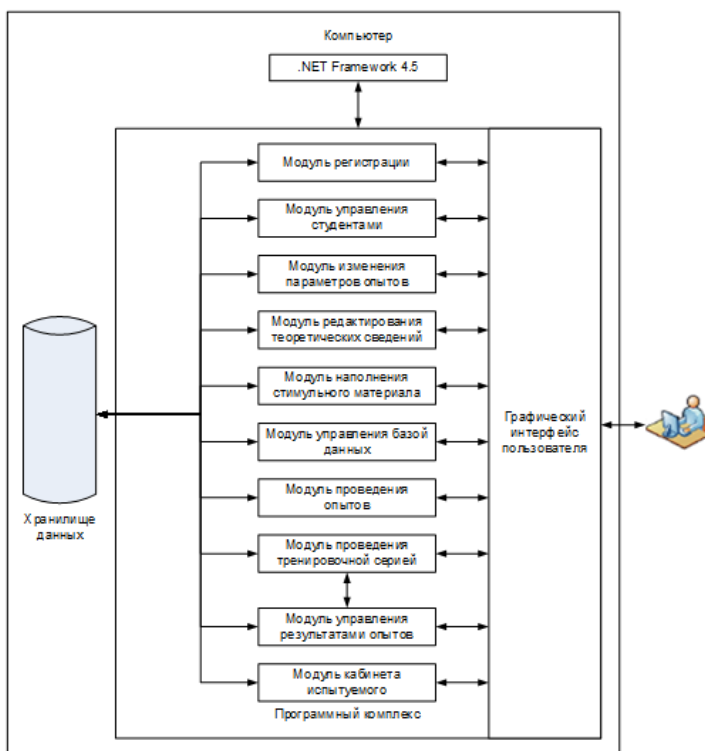 Компьютер
.NET Framework 4.5
Модуль регистрации
Модуль управления
студентами
Модуль изменения
параметров опытов
Модуль редактирования
теоретических сведений
Модуль наполнения
стимульного материала
Модуль управления базой
данных
Модуль проведения
опытов
Модуль проведения
тренировочной серией
Модуль управления
результатами опытов
Модуль кабинета
испытуемого
Программный комплекс
Хранилище
данных
Графический
интерфейс
пользователя